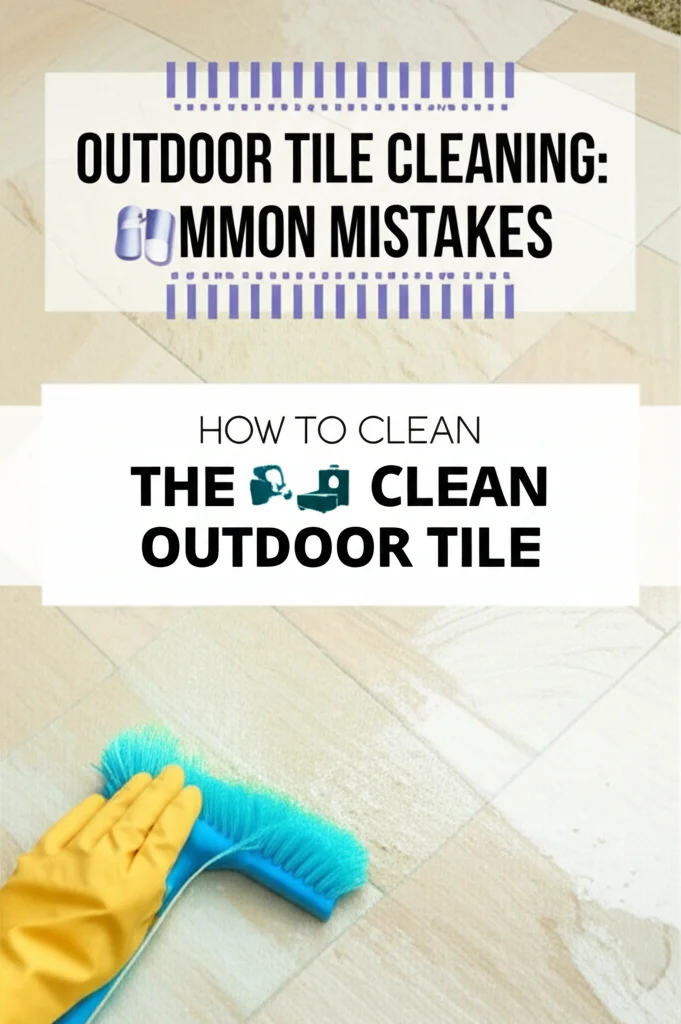 OUTDOOR TILE CLEANING:
MMON MISTAKES
HOW TO CLEAN
THE CLEAN
OUTDOOR TILE